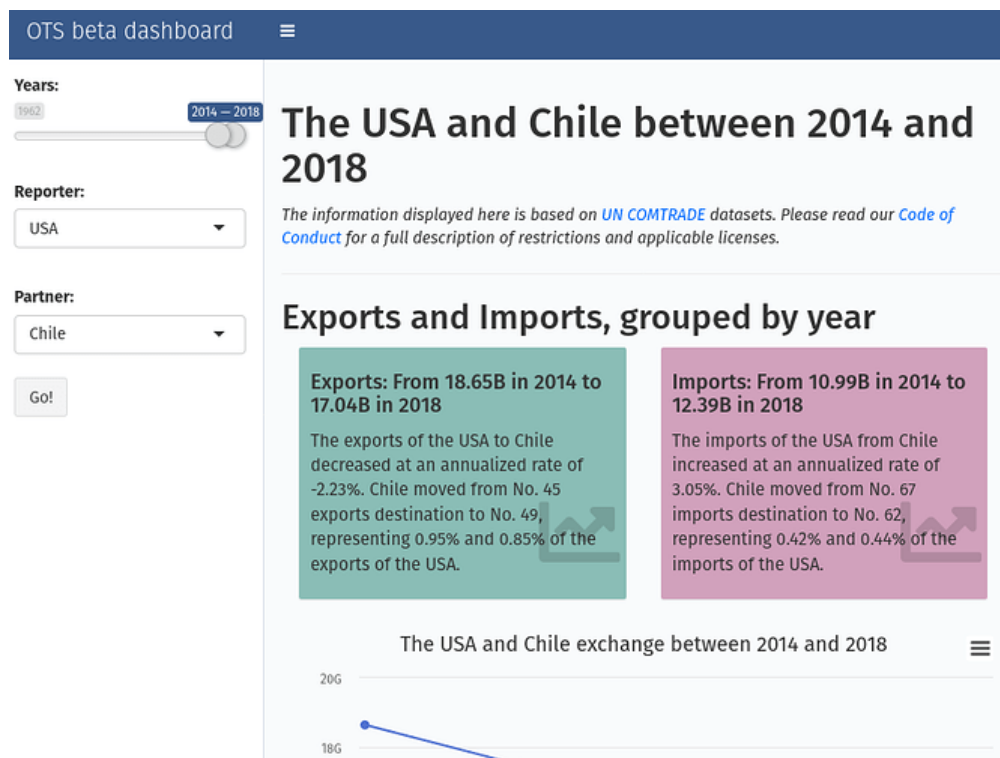 OTS beta dashboard
Years:
1962
2014 — 2018
Reporter:
USA
Partner:
Chile
Go!
The USA and Chile between 2014 and
2018
The information displayed here is based on UN COMTRADE datasets. Please read our Code of
Conduct for a full description of restrictions and applicable licenses.
Exports and Imports, grouped by year
Exports: From 18.65B in 2014 to
17.04B in 2018
The exports of the USA to Chile
decreased at an annualized rate of
-2.23%. Chile moved from No. 45
exports destination to No. 49,
representing 0.95% and 0.85% of the
exports of the USA.
Imports: From 10.99B in 2014 to
12.39B in 2018
The imports of the USA from Chile
increased at an annualized rate of
3.05%. Chile moved from No. 67
imports destination to No. 62,
representing 0.42% and 0.44% of the
imports of the USA.
The USA and Chile exchange between 2014 and 2018
20G
18G